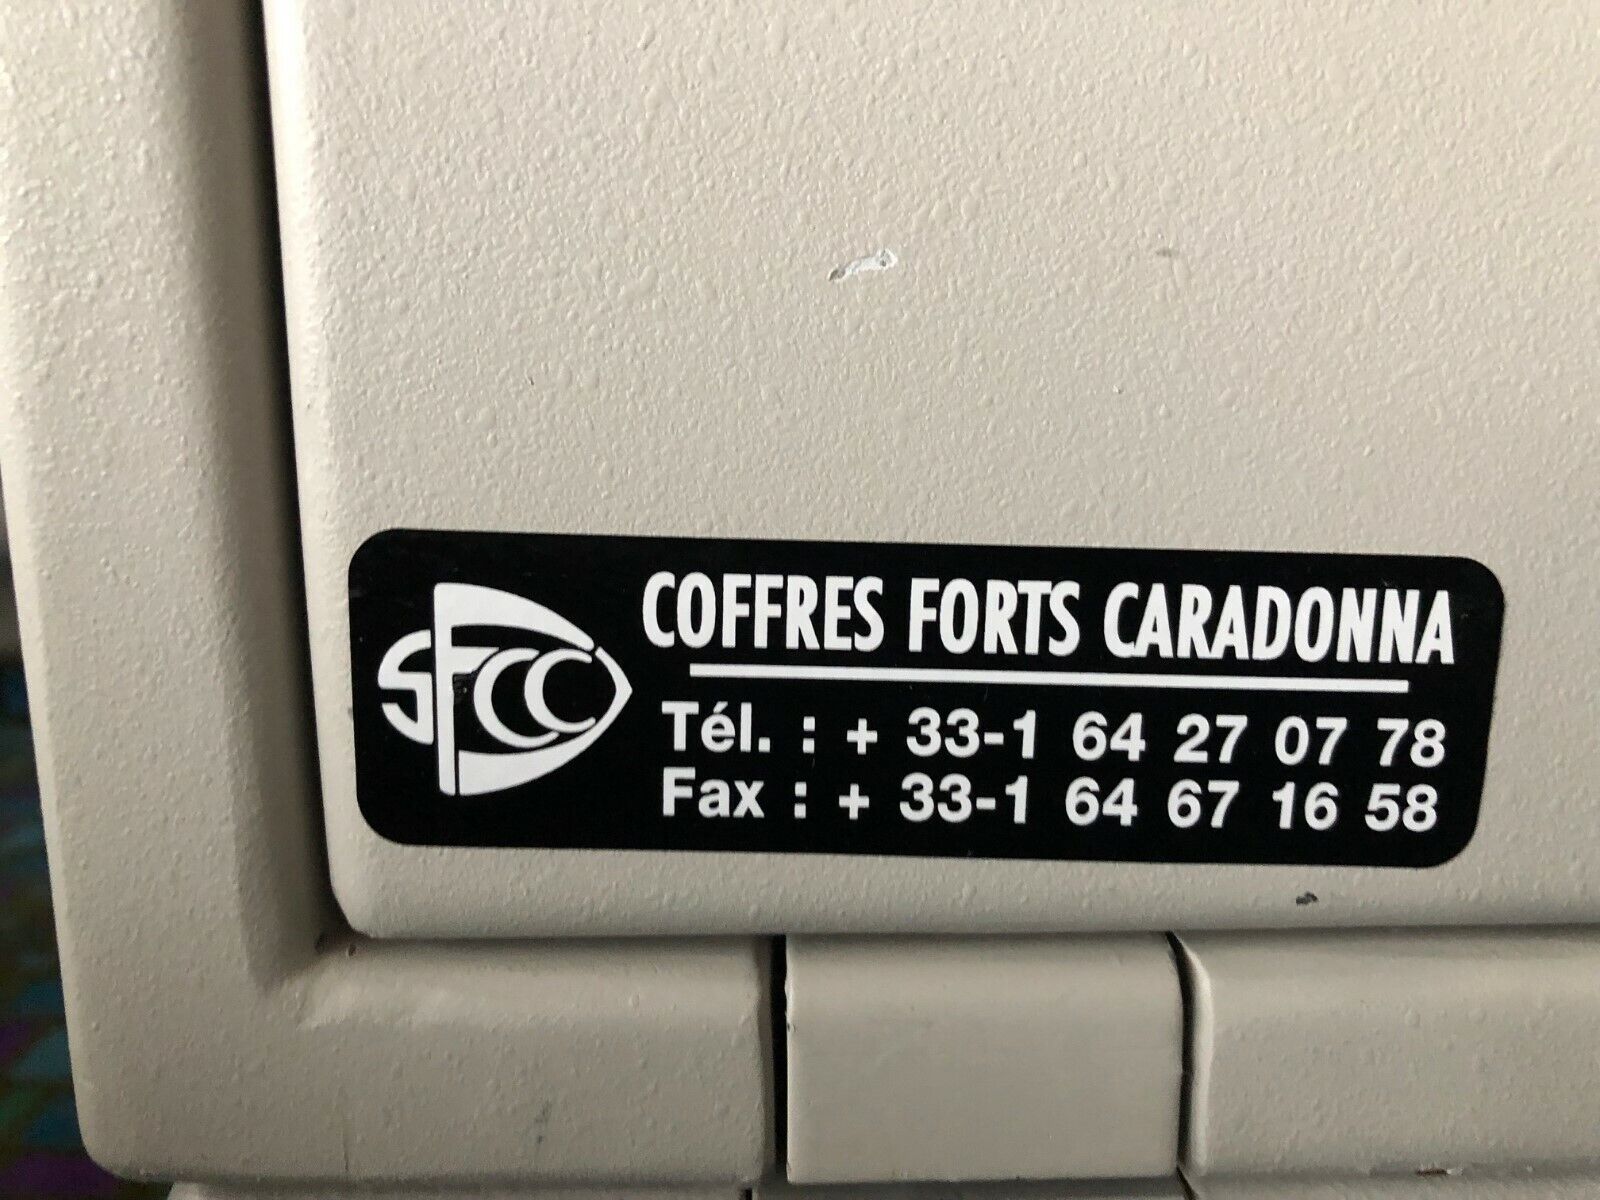 SFCC
COFFRES FORTS CARADONNA
Tél. : + 33-1 64 27 07 78
Fax : + 33-1 64 67 16 58